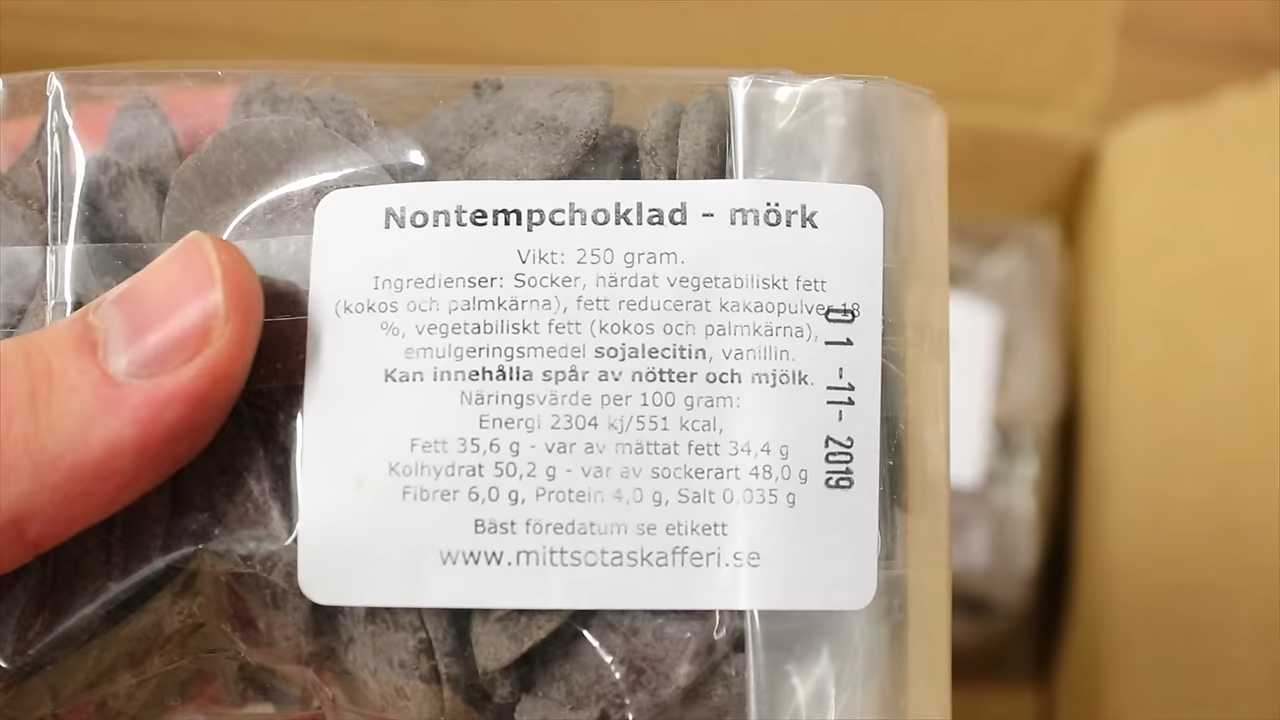 Nontempchoklad - mörk
Vikt: 250 gram.
Ingredienser: Socker, härdat vegetabiliskt fett
(kokos och palmkärna), fett reducerat kakaopulver 18
%, vegetabiliskt fett (kokos och palmkärna),
emulgeringsmedel sojalecitin, vanillin.
Kan innehålla spår av nötter och mjölk.
Näringsvärde per 100 gram:
Energi 2304 kj/551 kcal,
Fett 35,6 g - var av mättat fett 34,4 g
Kolhydrat 50,2 g - var av sockerart 48,0 g
Fibrer 6,0 g, Protein 4,0 g, Salt 0,035 g
Bäst föredatum se etikett
www.mittsotaskafferi.se
01-11-2019